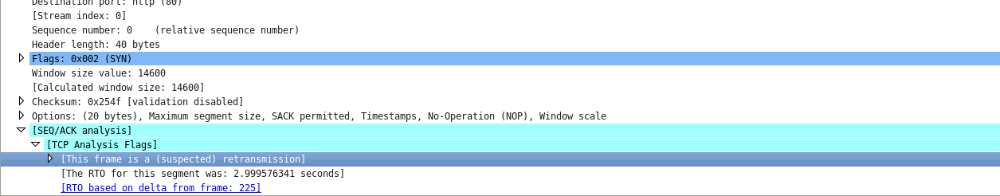 Destination port: http (80)
[Stream index: 0]
Sequence number: 0    (relative sequence number)
Header length: 40 bytes
Flags: 0x002 (SYN)
Window size value: 14600
[Calculated window size: 14600]
Checksum: 0x254f [validation disabled]
Options: (20 bytes), Maximum segment size, SACK permitted, Timestamps, No-Operation (NOP), Window scale
[SEQ/ACK analysis]
[TCP Analysis Flags]
[This frame is a (suspected) retransmission]
[The RTO for this segment was: 2.999576341 seconds]
[RTO based on delta from frame: 225]